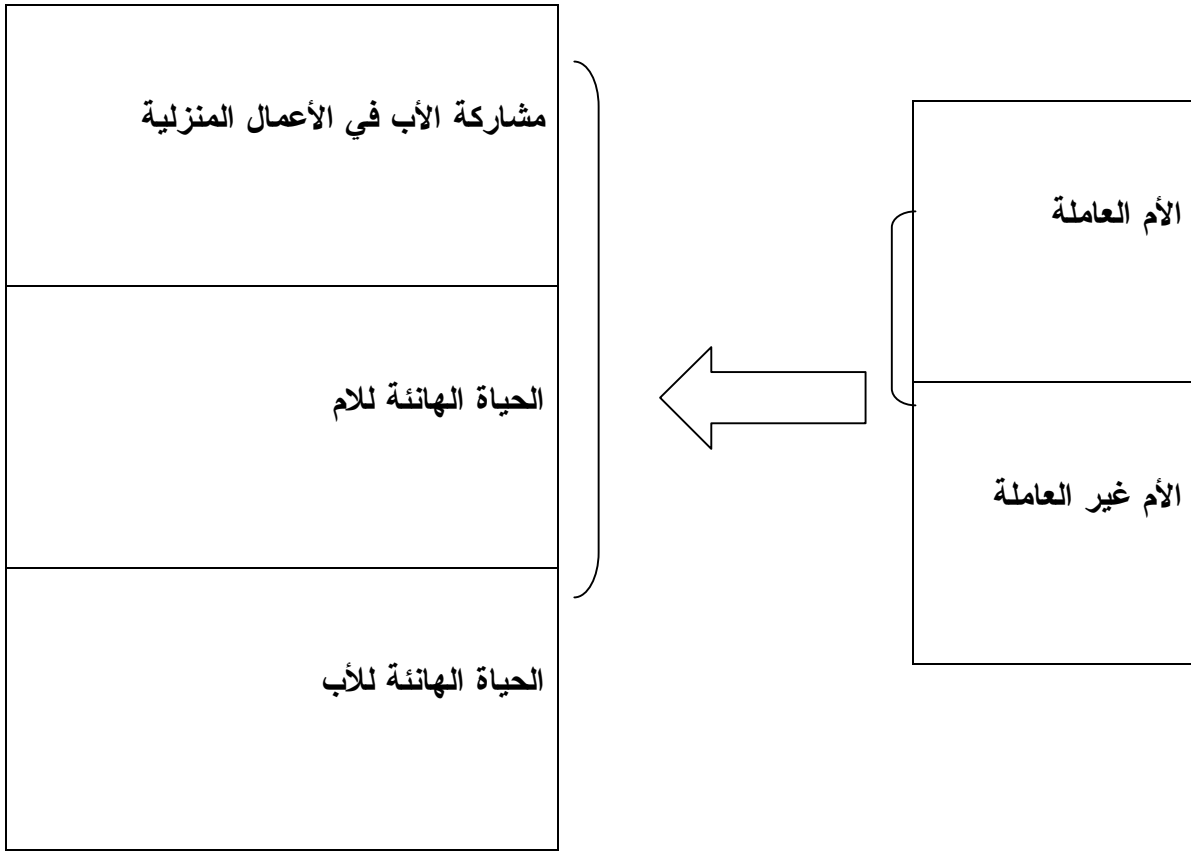 الأم العاملة
الأم غير العاملة
مشاركة الأب في الأعمال المنزلية
الحياة الهانئة للام
الحياة الهانئة للأب